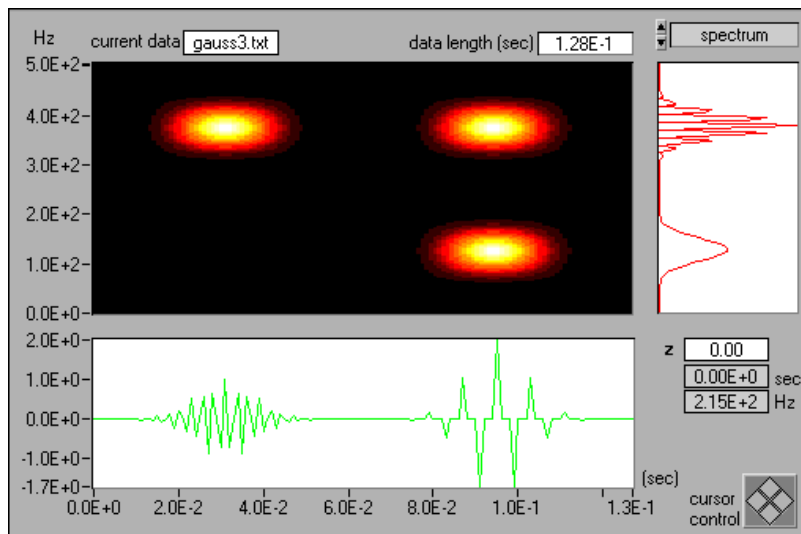 Hz current data gauss3.txt data length (sec) 1.28E-1 spectrum
5.0E+2
4.0E+2
3.0E+2
2.0E+2
1.0E+2
0.0E+0
2.0E+0
1.0E+0
0.0E+0
-1.0E+0
-1.7E+0
0.0E+0 2.0E-2 4.0E-2 6.0E-2 8.0E-2 1.0E-1 1.3E-1
(sec)
z 0.00
0.00E+0 sec
2.15E+2 Hz
cursor
control